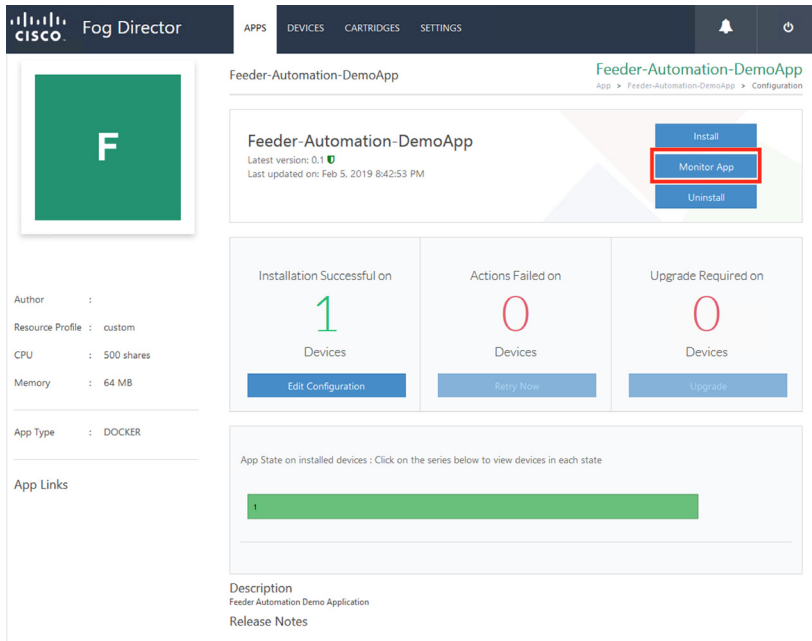 CISCO Fog Director APPS DEVICES CARTRIDGES SETTINGS
Feeder-Automation-DemoApp
Feeder-Automation-DemoApp
App > Feeder-Automation-DemoApp > Configuration
F
Feeder-Automation-DemoApp
Latest version: 0.1
Last updated on: Feb 5, 2019 8:42:53 PM
Install
Monitor App
Uninstall
Author :
Resource Profile : custom
CPU : 500 shares
Memory : 64 MB
App Type : DOCKER
App Links
Installation Successful on
1
Devices
Edit Configuration
Actions Failed on
0
Devices
Retry Now
Upgrade Required on
0
Devices
Upgrade
App State on installed devices : Click on the series below to view devices in each state
1
Description
Feeder Automation Demo Application
Release Notes